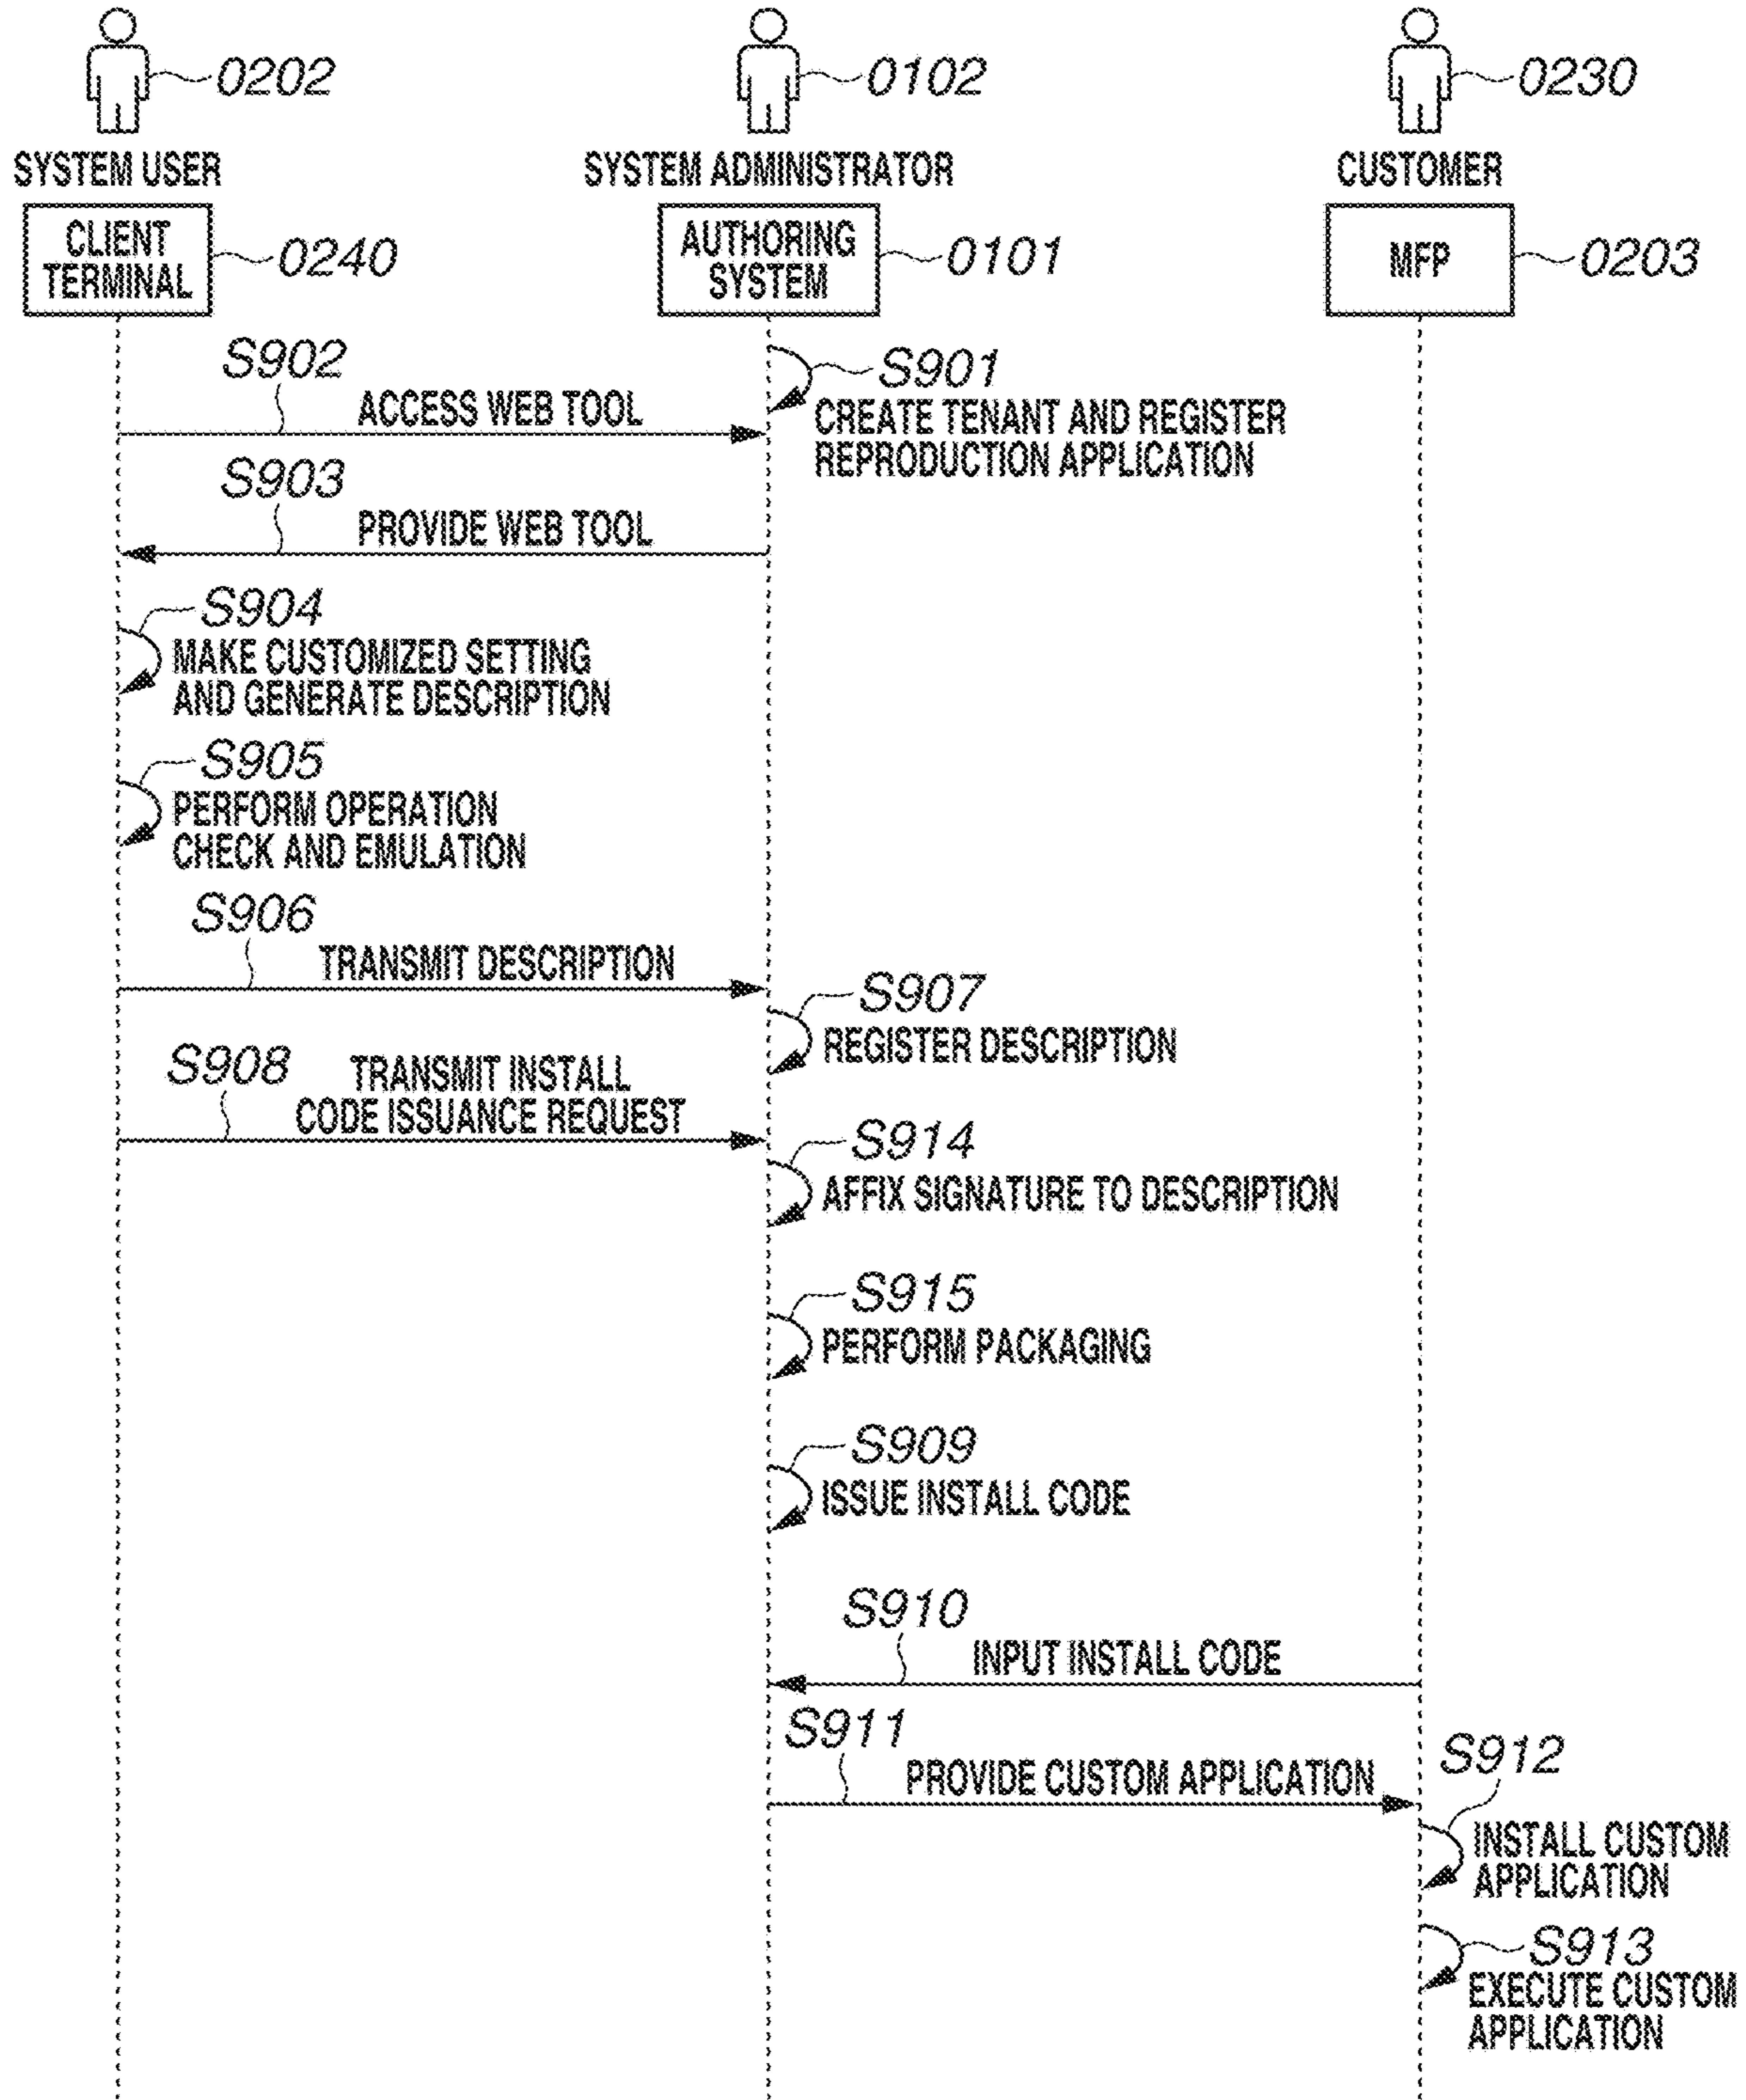 0202
0102
0230
SYSTEM USER
SYSTEM ADMINISTRATOR
CUSTOMER
CLIENT
TERMINAL
0240
AUTHORING
SYSTEM
0101
MFP
0203
S902
ACCESS WEB TOOL
S901
CREATE TENANT AND REGISTER
REPRODUCTION APPLICATION
S903
PROVIDE WEB TOOL
S904
MAKE CUSTOMIZED SETTING
AND GENERATE DESCRIPTION
S905
PERFORM OPERATION
CHECK AND EMULATION
S906
TRANSMIT DESCRIPTION
S907
REGISTER DESCRIPTION
S908
TRANSMIT INSTALL
CODE ISSUANCE REQUEST
S914
AFFIX SIGNATURE TO DESCRIPTION
S915
PERFORM PACKAGING
S909
ISSUE INSTALL CODE
S910
INPUT INSTALL CODE
S911
PROVIDE CUSTOM APPLICATION
S912
INSTALL CUSTOM
APPLICATION
S913
EXECUTE CUSTOM
APPLICATION